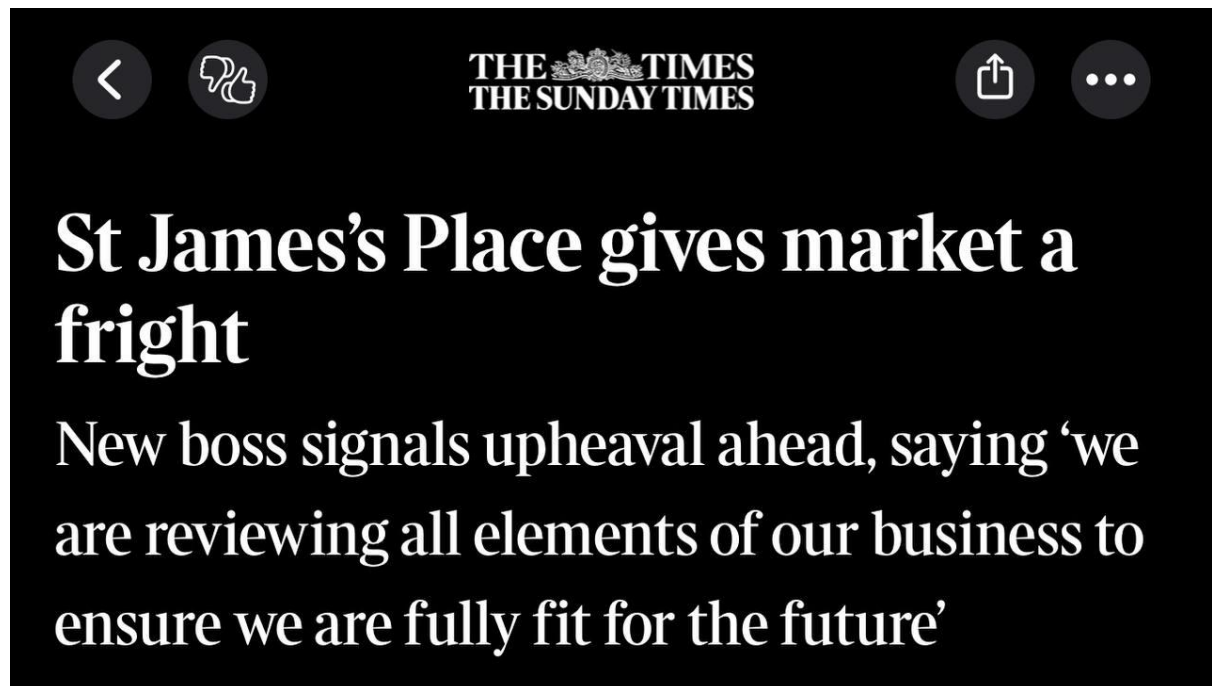 THE TIMES
THE SUNDAY TIMES
St James’s Place gives market a
fright
New boss signals upheaval ahead, saying ‘we
are reviewing all elements of our business to
ensure we are fully fit for the future’